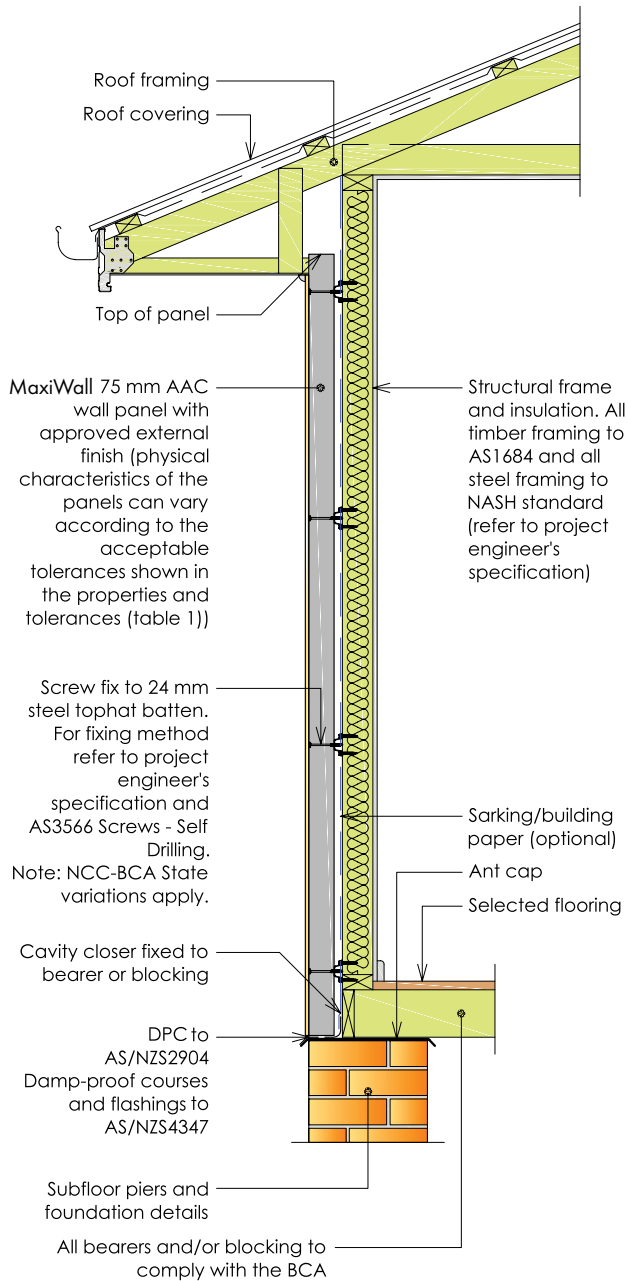 Roof framing
Roof covering
Top of panel
MaxiWall 75 mm AAC
wall panel with
approved external
finish (physical
characteristics of the
panels can vary
according to the
acceptable
tolerances shown in
the properties and
tolerances (table 1))
Structural frame
and insulation. All
timber framing to
AS1684 and all
steel framing to
NASH standard
(refer to project
engineer's
specification)
Screw fix to 24 mm
steel tophat batten.
For fixing method
refer to project
engineer's
specification and
AS3566 Screws - Self
Drilling.
Note: NCC-BCA State
variations apply.
Sarking/building
paper (optional)
Ant cap
Selected flooring
Cavity closer fixed to
bearer or blocking
DPC to
AS/NZS2904
Damp-proof courses
and flashings to
AS/NZS4347
Subfloor piers and
foundation details
All bearers and/or blocking to
comply with the BCA